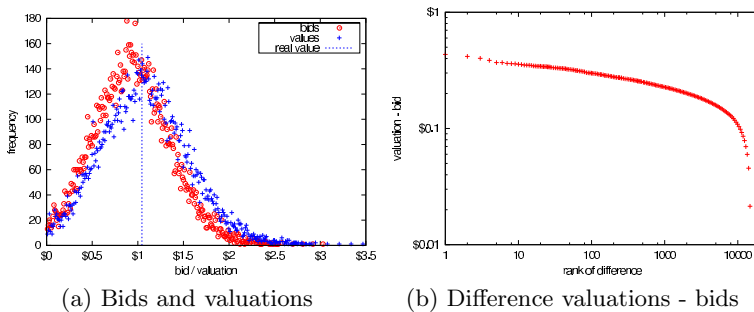 180
160
140
120
100
80
60
40
20
0
frequency
bids
values
real value
$0
$0.5
$1
$1.5
$2
$2.5
$3
$3.5
bid / valuation
(a) Bids and valuations
$1
$0.1
$0.01
valuation - bid
1
10
100
1000
10000
rank of difference
(b) Difference valuations - bids